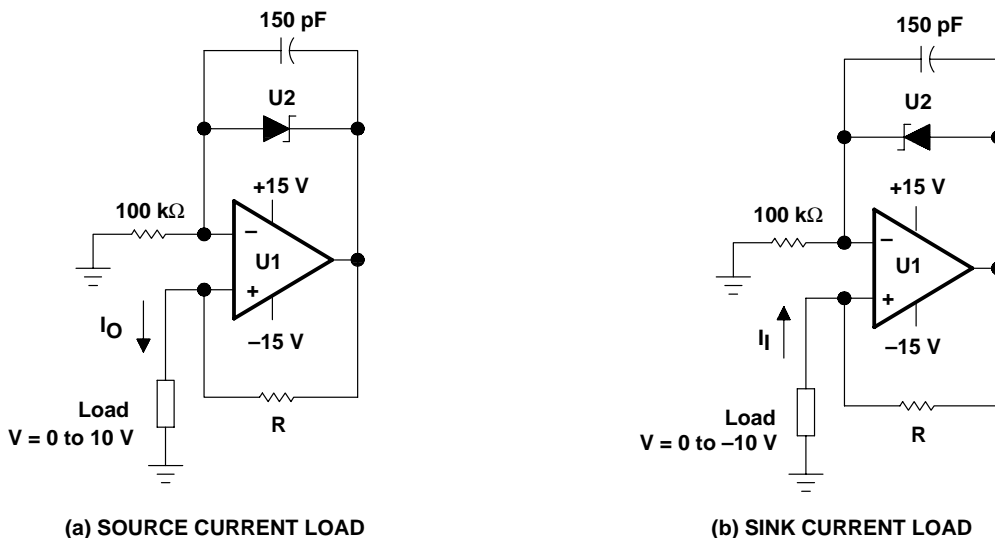 150 pF
U2
+15 V
100 kΩ
−
U1
+
–15 V
IO
Load
V = 0 to 10 V
R
(a) SOURCE CURRENT LOAD
150 pF
U2
+15 V
100 kΩ
−
U1
+
–15 V
II
Load
V = 0 to –10 V
R
(b) SINK CURRENT LOAD